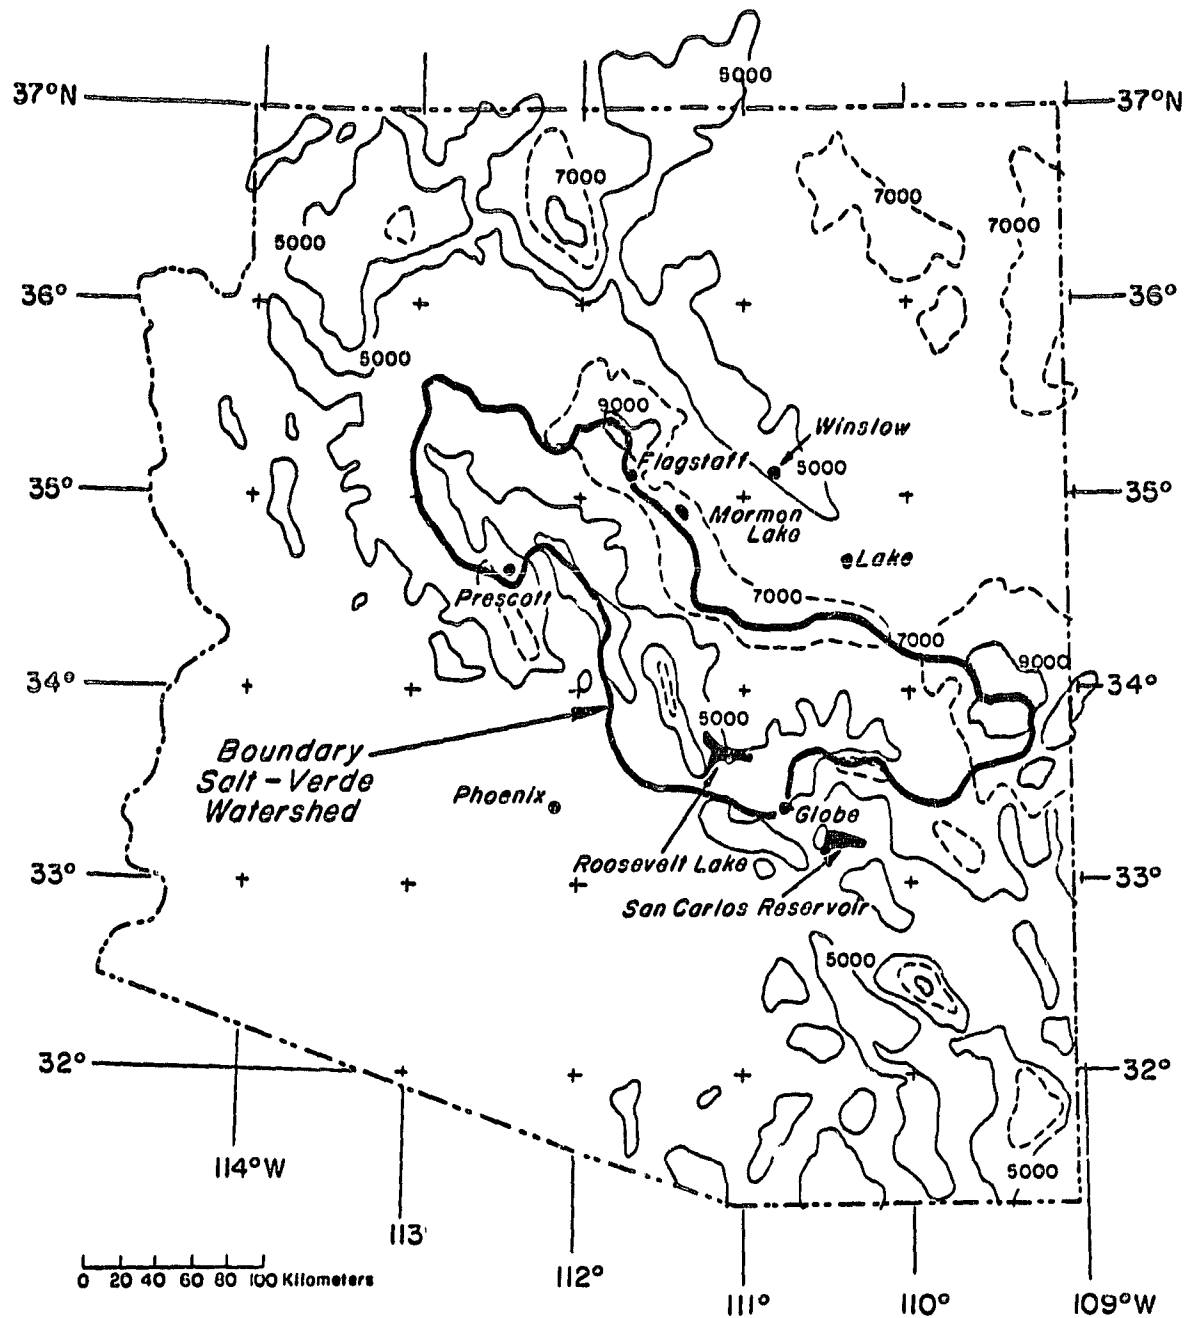 5000
37°N
37°N
7000
7000
7000
5000
36°
36°
5000
9000
Winslow
Flagstaff
5000
35°
35°
Mormon
Lake
Lake
Prescott
7000
7000
9000
34°
34°
5000
Boundary
Salt-Verde
Watershed
Phoenix
Globe
Roosevelt Lake
33°
33°
San Carlos Reservoir
5000
32°
32°
114°W
5000
113
0 20 40 60 80 100 Kilometers
112°
111°
110°
109°W